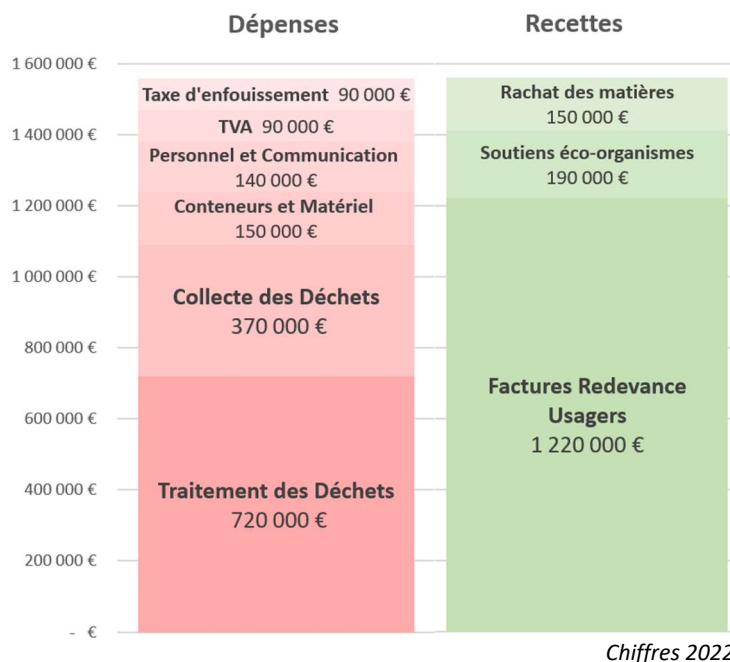 Dépenses
Recettes
1 600 000 €
1 400 000 €
1 200 000 €
1 000 000 €
800 000 €
600 000 €
400 000 €
200 000 €
- €
Taxe d'enfouissement 90 000 €
TVA 90 000 €
Personnel et Communication
140 000 €
Conteneurs et Matériel
150 000 €
Collecte des Déchets
370 000 €
Traitement des Déchets
720 000 €
Rachat des matières
150 000 €
Soutiens éco-organismes
190 000 €
Factures Redevance
Usagers
1 220 000 €
Chiffres 2022